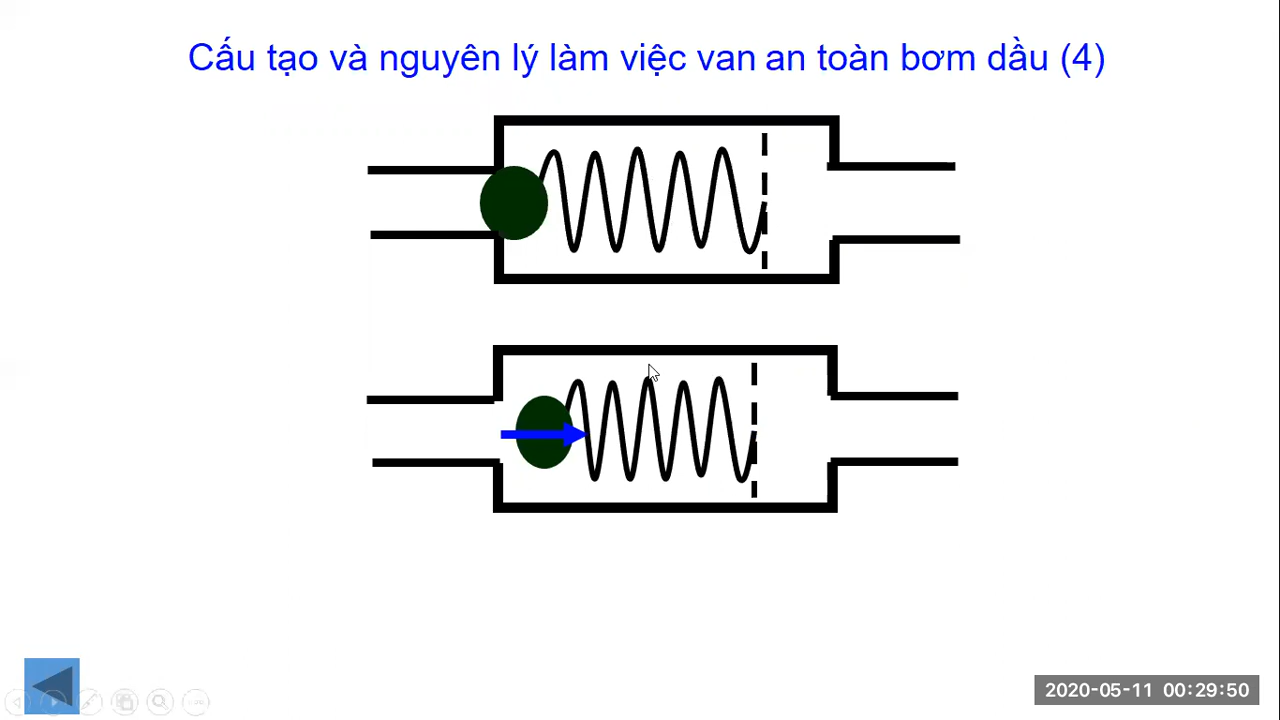 Cấu tạo và nguyên lý làm việc van an toàn bơm dầu (4)
2020-05-11 00:29:50